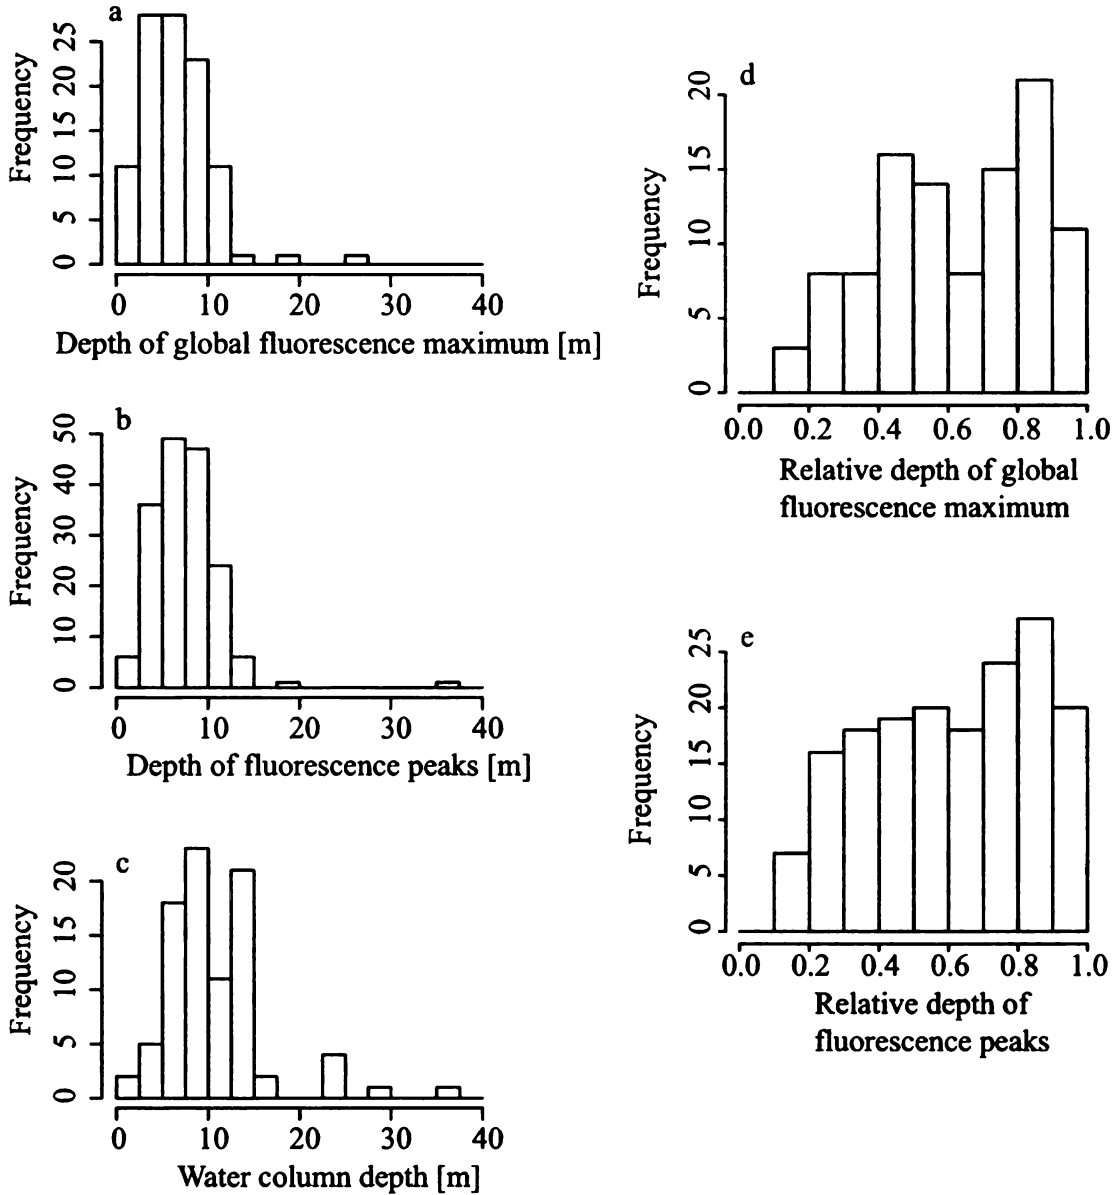 a
Frequency
0 5 10 15 20 25
0 10 20 30 40
Depth of global fluorescence maximum [m]
b
Frequency
0 10 20 30 40 50
0 10 20 30 40
Depth of fluorescence peaks [m]
c
Frequency
0 5 10 15 20
0 10 20 30 40
Water column depth [m]
d
Frequency
0 5 10 15 20
0.0 0.2 0.4 0.6 0.8 1.0
Relative depth of global
fluorescence maximum
e
Frequency
0 5 10 15 20 25
0.0 0.2 0.4 0.6 0.8 1.0
Relative depth of
fluorescence peaks